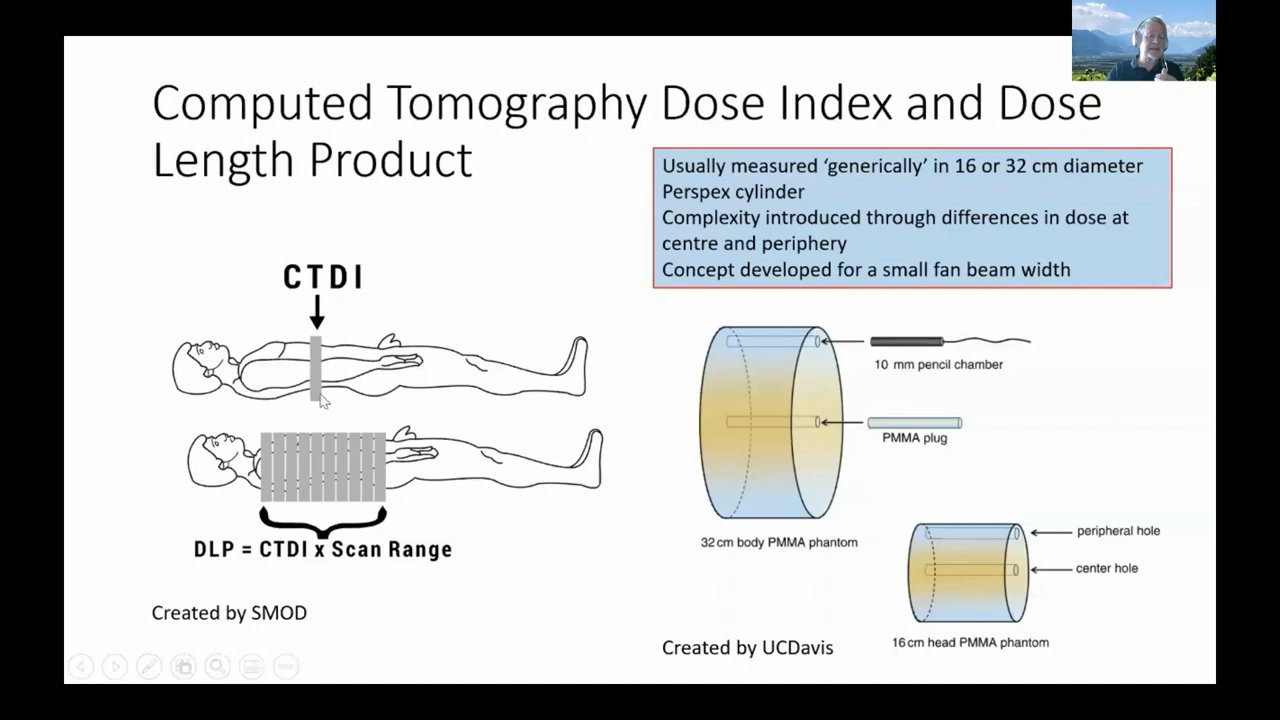 Computed Tomography Dose Index and Dose
Length Product
Usually measured ‘generically’ in 16 or 32 cm diameter
Perspex cylinder
Complexity introduced through differences in dose at
centre and periphery
Concept developed for a small fan beam width
CTDI
DLP = CTDI x Scan Range
Created by SMOD
10 mm pencil chamber
PMMA plug
32 cm body PMMA phantom
peripheral hole
center hole
16 cm head PMMA phantom
Created by UCDavis